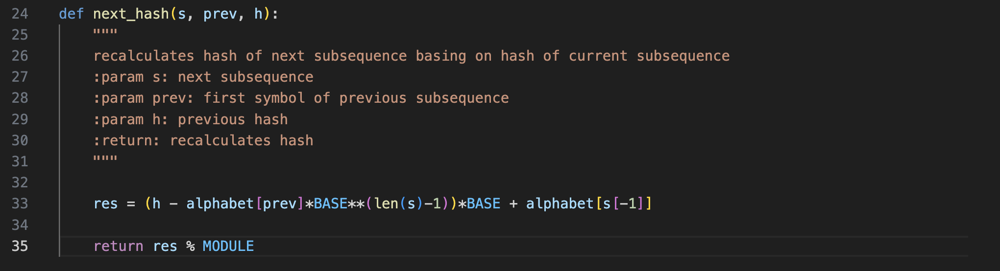 24 def next_hash(s, prev, h):
25     """
26     recalculates hash of next subsequence basing on hash of current subsequence
27     :param s: next subsequence
28     :param prev: first symbol of previous subsequence
29     :param h: previous hash
30     :return: recalculates hash
31     """
32
33     res = (h - alphabet[prev]*BASE**(len(s)-1))*BASE + alphabet[s[-1]]
34
35     return res % MODULE